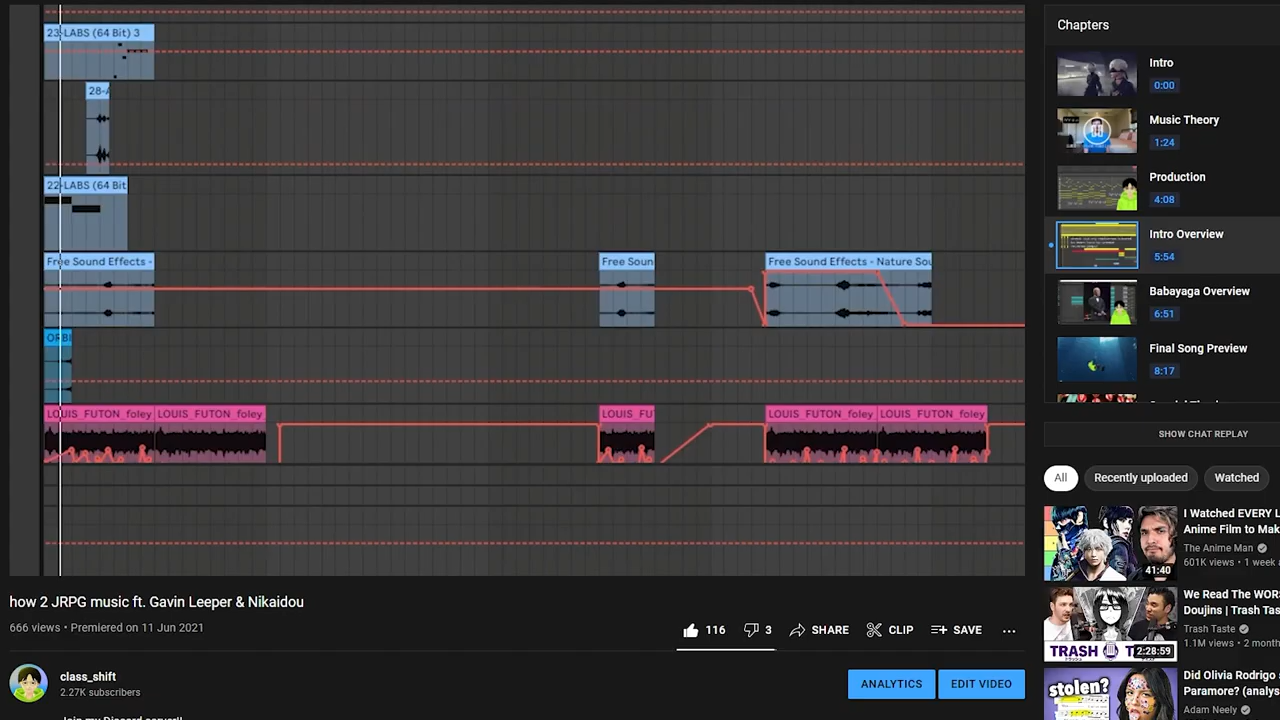 23-LABS (64 Bit) 3
22-LABS (64 Bit
Free Sound Effects -
Free Soun
Free Sound Effects - Nature Sou
LOUIS_FUTON_foley
LOUIS_FUTON_foley
LOUIS_FU
LOUIS_FUTON_foley
LOUIS_FUTON_foley
how 2 JRPG music ft. Gavin Leeper & Nikaidou
666 views • Premiered on 11 Jun 2021
116
3
SHARE
CLIP
SAVE
class_shift
2.27K subscribers
ANALYTICS
EDIT VIDEO
Join my Discord server!!
Chapters
Intro
0:00
Music Theory
1:24
Production
4:08
Intro Overview
5:54
Babayaga Overview
6:51
Final Song Preview
8:17
SHOW CHAT REPLAY
All
Recently uploaded
Watched
I Watched EVERY L
Anime Film to Mak
The Anime Man
601K views • 1 week a
41:40
We Read The WORS
Doujins | Trash Tas
Trash Taste
1.1M views • 2 month
TRASH
2:28:59
stolen?
Did Olivia Rodrigo s
Paramore? (analys
Adam Neely